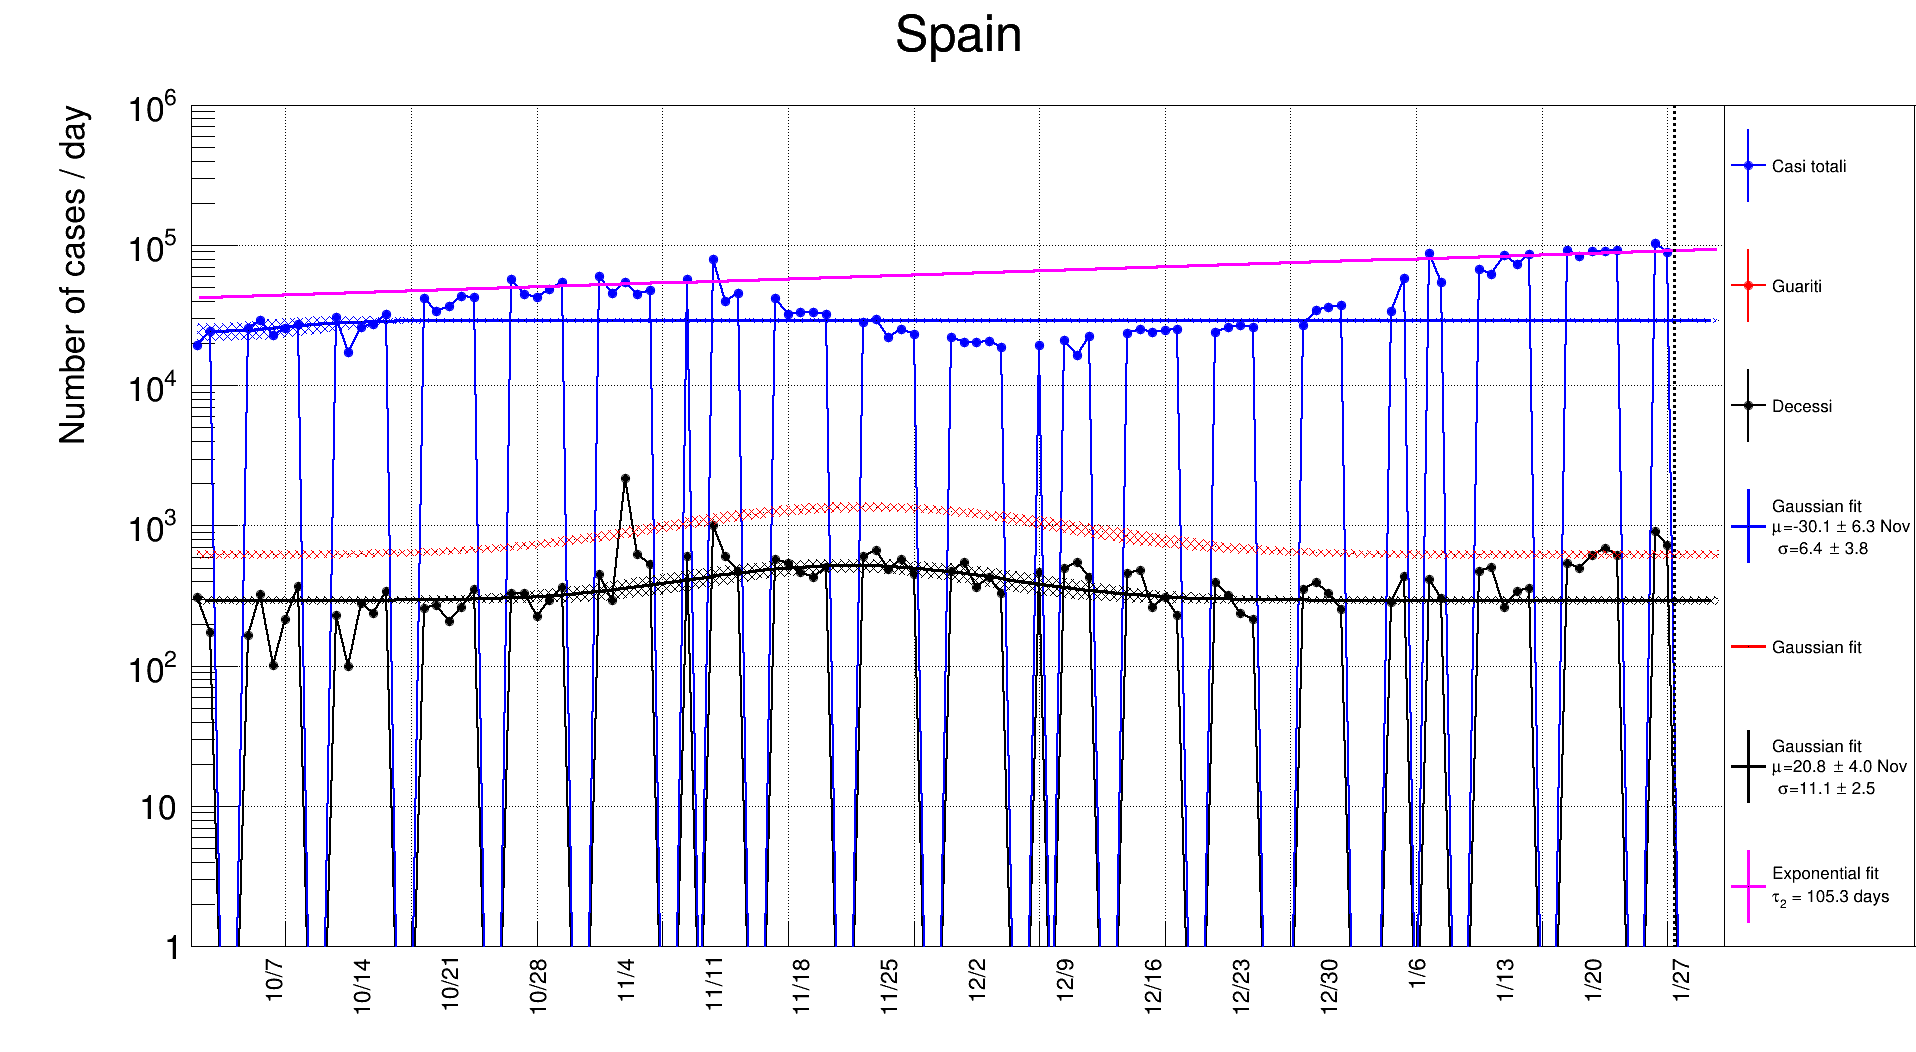 Spain
Number of cases / day
10^6
10^5
10^4
10^3
10^2
10
1
10/7
10/14
10/21
10/28
11/4
11/11
11/18
11/25
12/2
12/9
12/16
12/23
12/30
1/6
1/13
1/20
1/27
Casi totali
Guariti
Decessi
Gaussian fit
μ=-30.1 ± 6.3 Nov
σ=6.4 ± 3.8
Gaussian fit
Gaussian fit
μ=20.8 ± 4.0 Nov
σ=11.1 ± 2.5
Exponential fit
τ₂ = 105.3 days